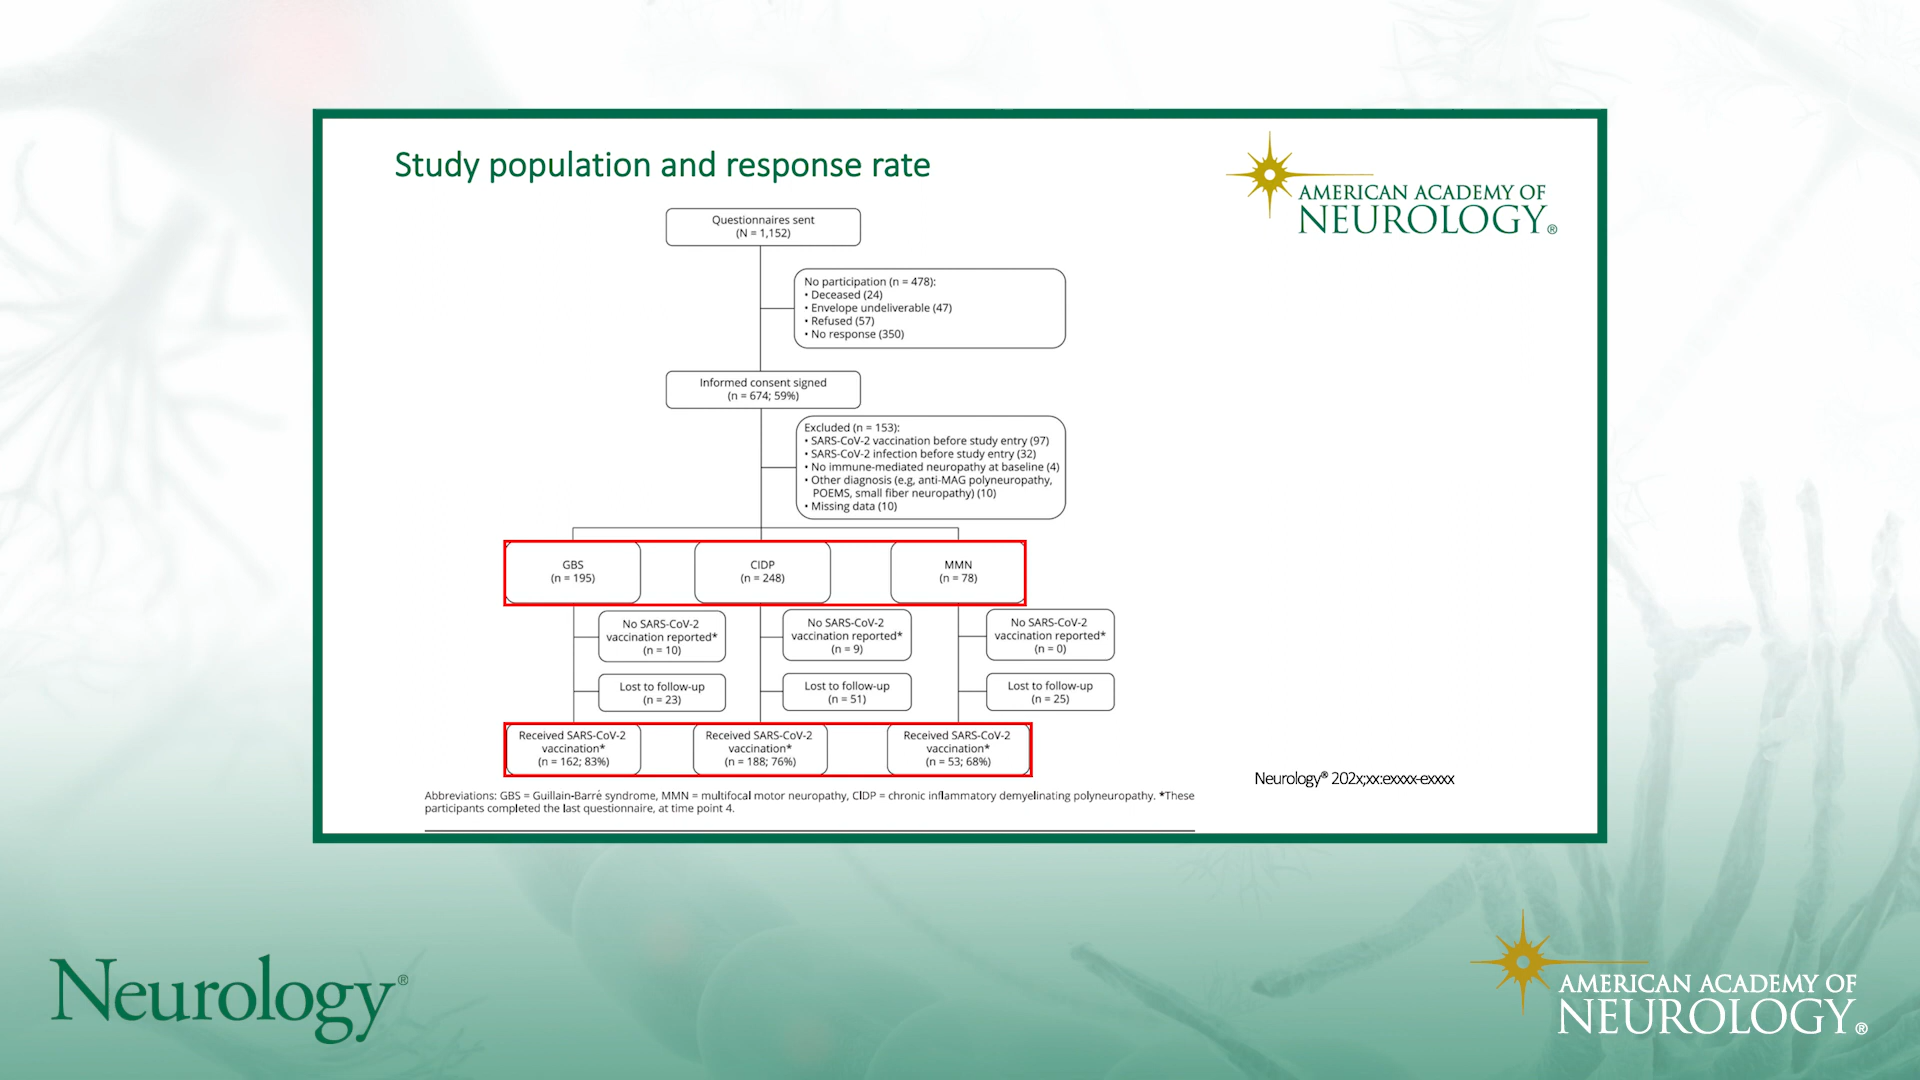 Study population and response rate
AMERICAN ACADEMY OF
NEUROLOGY®
Questionnaires sent
(N = 1,152)
No participation (n = 478):
• Deceased (24)
• Envelope undeliverable (47)
• Refused (57)
• No response (350)
Informed consent signed
(n = 674; 59%)
Excluded (n = 153):
• SARS-CoV-2 vaccination before study entry (97)
• SARS-CoV-2 infection before study entry (32)
• No immune-mediated neuropathy at baseline (4)
• Other diagnosis (e.g, anti-MAG polyneuropathy,
POEMS, small fiber neuropathy) (10)
• Missing data (10)
GBS
(n = 195)
CIDP
(n = 248)
MMN
(n = 78)
No SARS-CoV-2
vaccination reported*
(n = 10)
No SARS-CoV-2
vaccination reported*
(n = 9)
No SARS-CoV-2
vaccination reported*
(n = 0)
Lost to follow-up
(n = 23)
Lost to follow-up
(n = 51)
Lost to follow-up
(n = 25)
Received SARS-CoV-2
vaccination*
(n = 162; 83%)
Received SARS-CoV-2
vaccination*
(n = 188; 76%)
Received SARS-CoV-2
vaccination*
(n = 53; 68%)
Neurology® 202x;xx:exxxx-exxxx
Abbreviations: GBS = Guillain-Barré syndrome, MMN = multifocal motor neuropathy, CIDP = chronic inflammatory demyelinating polyneuropathy. *These
participants completed the last questionnaire, at time point 4.
Neurology®
AMERICAN ACADEMY OF
NEUROLOGY®